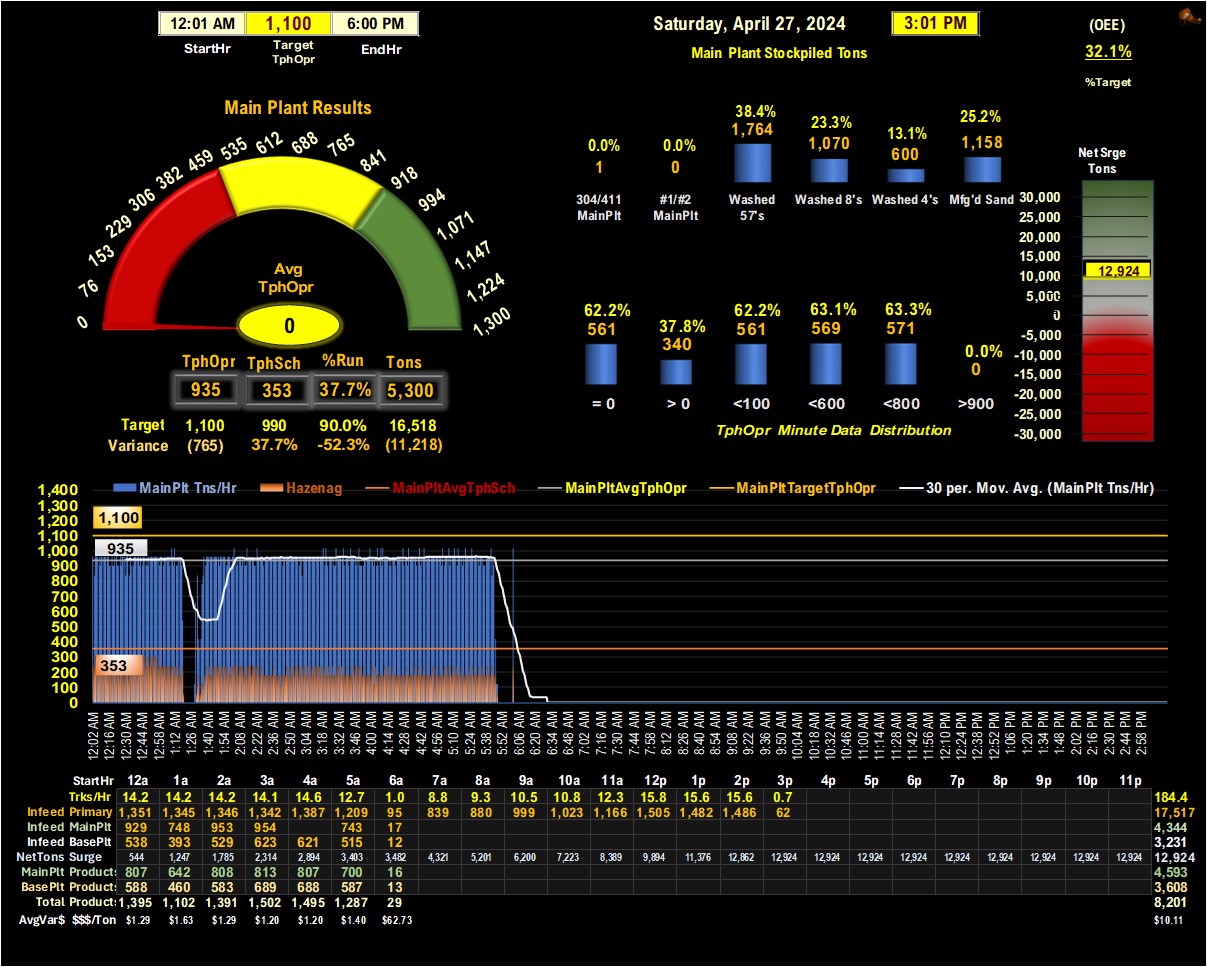 12:01 AM 1,100 6:00 PM
StartHr Target TphOpr EndHr
Saturday, April 27, 2024 3:01 PM
Main Plant Stockpiled Tons
(OEE)
32.1%
%Target
Main Plant Results
0 76 153 229 306 382 459 535 612 688 765 841 918 994 1,071 1,147 1,224 1,300
Avg
TphOpr
0
TphOpr TphSch %Run Tons
935 353 37.7% 5,300
Target 1,100 990 90.0% 16,518
Variance (765) 37.7% -52.3% (11,218)
0.0% 0.0% 38.4% 23.3% 13.1% 25.2%
1 0 1,764 1,070 600 1,158
304/411 MainPlt #1/#2 MainPlt Washed 57's Washed 8's Washed 4's Mfg'd Sand
62.2% 37.8% 62.2% 63.1% 63.3% 0.0%
561 340 561 569 571 0
= 0 > 0 <100 <600 <800 >900
TphOpr Minute Data Distribution
Net Srge
Tons
30,000
25,000
20,000
15,000
10,000
5,000
0
-5,000
-10,000
-15,000
-20,000
-25,000
-30,000
12,924
MainPlt Tns/Hr Hazenag MainPltAvgTphSch MainPltAvgTphOpr MainPltTargetTphOpr 30 per. Mov. Avg. (MainPlt Tns/Hr)
1,400
1,300
1,200
1,100
1,000
900
800
700
600
500
400
300
200
100
0
1,100
935
353
12:02 AM 12:16 AM 12:30 AM 12:44 AM 12:58 AM 1:12 AM 1:26 AM 1:40 AM 1:54 AM 2:08 AM 2:22 AM 2:36 AM 2:50 AM 3:04 AM 3:18 AM 3:32 AM 3:46 AM 4:00 AM 4:14 AM 4:28 AM 4:42 AM 4:56 AM 5:10 AM 5:24 AM 5:38 AM 5:52 AM 6:06 AM 6:20 AM 6:34 AM 6:48 AM 7:02 AM 7:16 AM 7:30 AM 7:44 AM 7:58 AM 8:12 AM 8:26 AM 8:40 AM 8:54 AM 9:08 AM 9:22 AM 9:36 AM 9:50 AM 10:04 AM 10:18 AM 10:32 AM 10:46 AM 11:00 AM 11:14 AM 11:28 AM 11:42 AM 11:56 AM 12:10 PM 12:24 PM 12:38 PM 12:52 PM 1:06 PM 1:20 PM 1:34 PM 1:48 PM 2:02 PM 2:16 PM 2:30 PM 2:44 PM 2:58 PM
StartHr 12a 1a 2a 3a 4a 5a 6a 7a 8a 9a 10a 11a 12p 1p 2p 3p 4p 5p 6p 7p 8p 9p 10p 11p
Trks/Hr 14.2 14.2 14.2 14.1 14.6 12.7 1.0 8.8 9.3 10.5 10.8 12.3 15.8 15.6 15.6 0.7 184.4
Infeed Primary 1,351 1,345 1,346 1,342 1,387 1,209 95 839 880 999 1,023 1,166 1,505 1,482 1,486 62 17,517
Infeed MainPlt 929 748 953 954 743 17 4,344
Infeed BasePlt 538 393 529 623 621 515 12 3,231
NetTons Surge 544 1,247 1,785 2,314 2,894 3,403 3,482 4,321 5,201 6,200 7,223 8,389 9,894 11,376 12,862 12,924 12,924 12,924 12,924 12,924 12,924 12,924 12,924 12,924 12,924
MainPlt Product: 807 642 808 813 807 700 16 4,593
BasePlt Product: 588 460 583 689 688 587 13 3,608
Total Product: 1,395 1,102 1,391 1,502 1,495 1,287 29 8,201
AvgVar$ $$$/Ton $1.29 $1.63 $1.29 $1.20 $1.20 $1.40 $62.73 $10.11